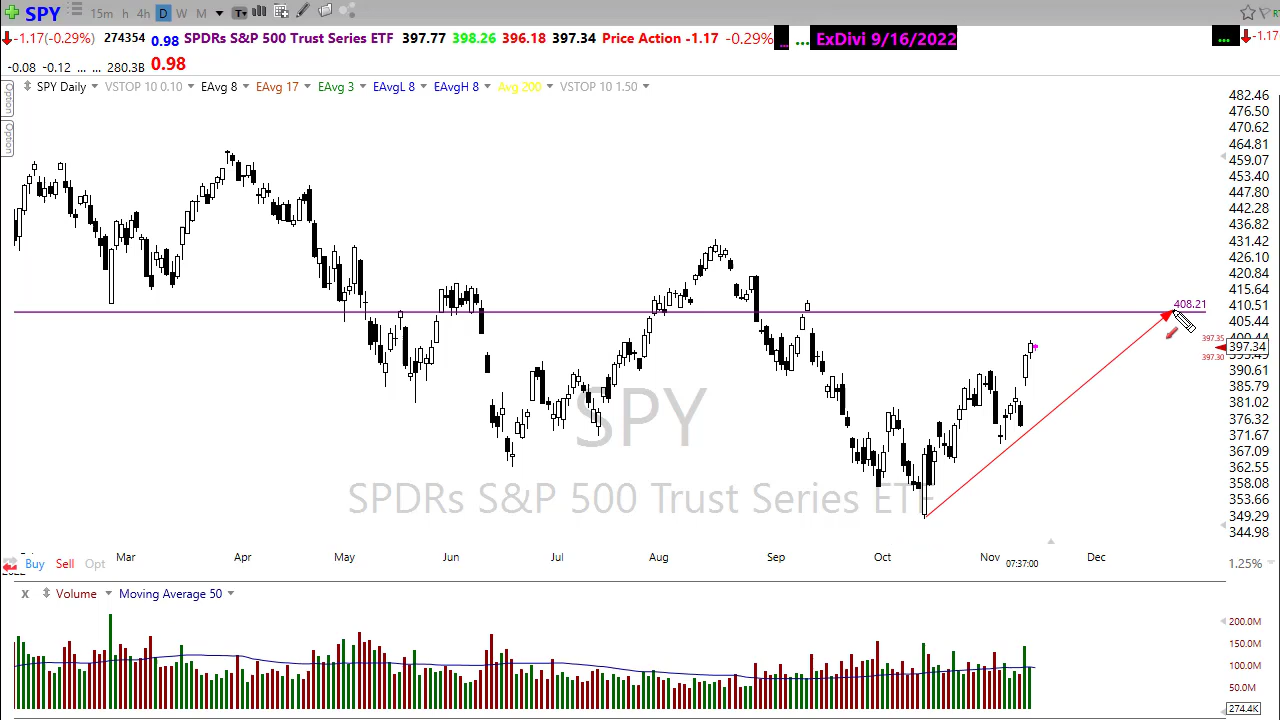 SPY 15m 4h D W M T
-1.17(-0.29%) 274354 0.98 SPDRs S&P 500 Trust Series ETF 397.77 398.26 396.18 397.34 Price Action -1.17 -0.29% ... ... ExDivi 9/16/2022 ... -1.17
-0.08 -0.12 ... ... 280.3B 0.98
Option
Option
SPY Daily VSTOP 10 0.10 EAvg 8 EAvg 17 EAvg 3 EAvgL 8 EAvgH 8 Avg 200 VSTOP 10 1.50
482.46
476.50
470.62
464.81
459.07
453.40
447.80
442.28
436.82
431.42
426.10
420.84
415.64
408.21
410.51
405.44
397.35
397.34
397.30
390.61
385.79
381.02
376.32
371.67
367.09
362.55
358.08
353.66
349.29
344.98
SPY
SPDRs S&P 500 Trust Series ETF
Mar Apr May Jun Jul Aug Sep Oct Nov Dec
07:37:00
Buy Sell Opt 1.25%
X Volume Moving Average 50
200.0M
150.0M
100.0M
50.0M
274.4K